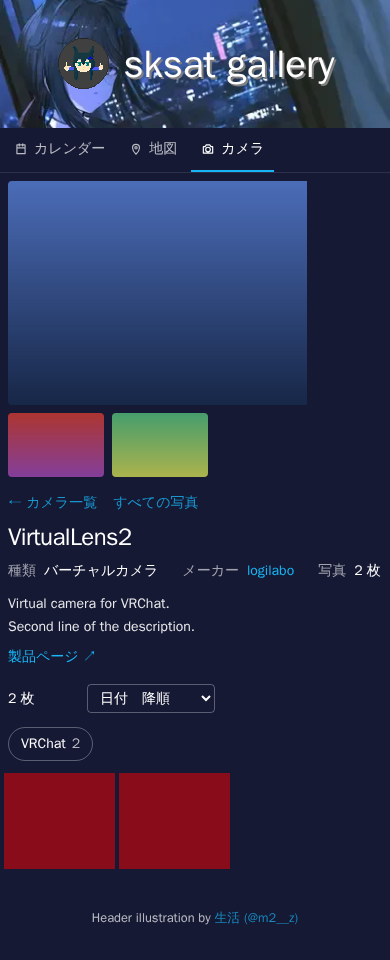 sksat gallery
カレンダー 地図 カメラ
← カメラ一覧 すべての写真
VirtualLens2
種類 バーチャルカメラ メーカー logilabo 写真 2 枚
Virtual camera for VRChat.
Second line of the description.
製品ページ ↗
2 枚 日付 降順
VRChat 2
Header illustration by 生活 (@m2__z)